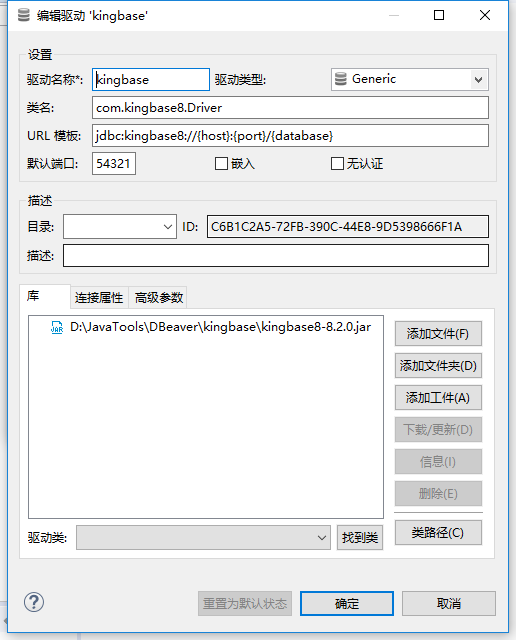 编辑驱动 'kingbase'
设置
驱动名称*: kingbase 驱动类型: Generic
类名: com.kingbase8.Driver
URL 模板: jdbc:kingbase8://{host}:{port}/{database}
默认端口: 54321 嵌入 无认证
描述
目录: ID: C6B1C2A5-72FB-390C-44E8-9D5398666F1A
描述:
库 连接属性 高级参数
JAR D:\JavaTools\DBeaver\kingbase\kingbase8-8.2.0.jar
添加文件(F)
添加文件夹(D)
添加工件(A)
下载/更新(D)
信息(I)
删除(E)
类路径(C)
驱动类: 找到类
? 重置为默认状态 确定 取消